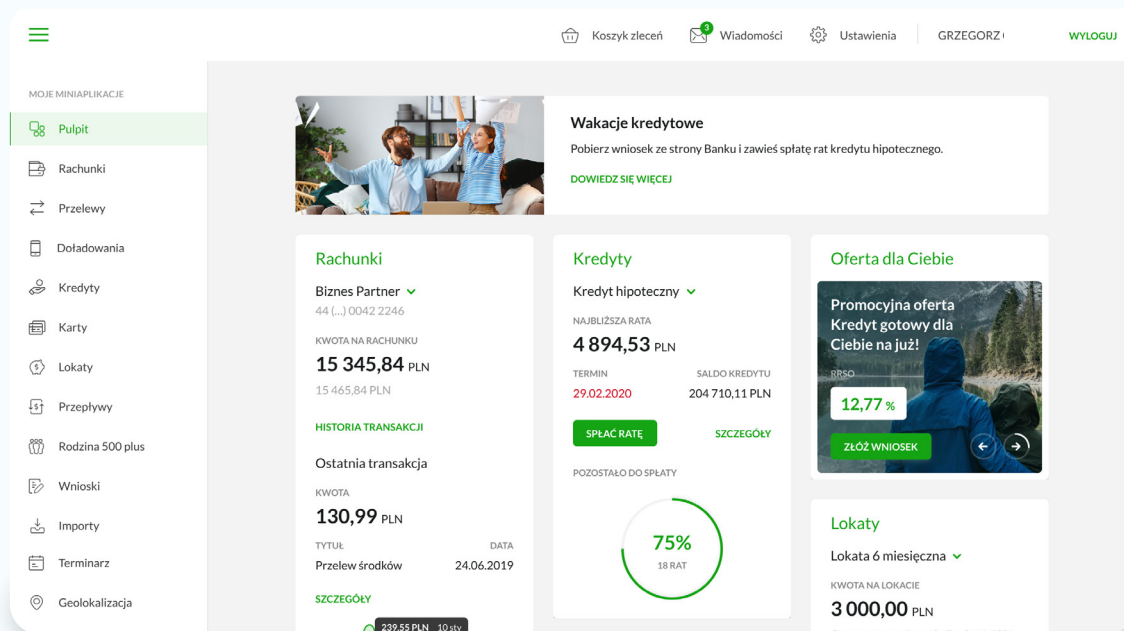 Koszyk zleceń
3
Wiadomości
Ustawienia
GRZEGORZ
WYLOGUJ
MOJE MINIAPLIKACJE
Pulpit
Rachunki
Przelewy
Doładowania
Kredyty
Karty
Lokaty
Przepływy
Rodzina 500 plus
Wnioski
Importy
Terminarz
Geolokalizacja
Wakacje kredytowe
Pobierz wniosek ze strony Banku i zawieś spłatę rat kredytu hipotecznego.
DOWIEDZ SIĘ WIĘCEJ
Rachunki
Biznes Partner
44 (...) 0042 2246
KWOTA NA RACHUNKU
15 345,84 PLN
15 465,84 PLN
HISTORIA TRANSAKCJI
Ostatnia transakcja
KWOTA
130,99 PLN
TYTUŁ DATA
Przelew środków 24.06.2019
SZCZEGÓŁY
239,55 PLN 10 sty
Kredyty
Kredyt hipoteczny
NAJBLIŻSZA RATA
4 894,53 PLN
TERMIN SALDO KREDYTU
29.02.2020 204 710,11 PLN
SPŁAĆ RATĘ SZCZEGÓŁY
POZOSTAŁO DO SPŁATY
75%
18 RAT
Oferta dla Ciebie
Promocyjna oferta
Kredyt gotowy dla
Ciebie na już!
RRSO
12,77 %
ZŁÓŻ WNIOSEK
Lokaty
Lokata 6 miesięczna
KWOTA NA LOKACIE
3 000,00 PLN